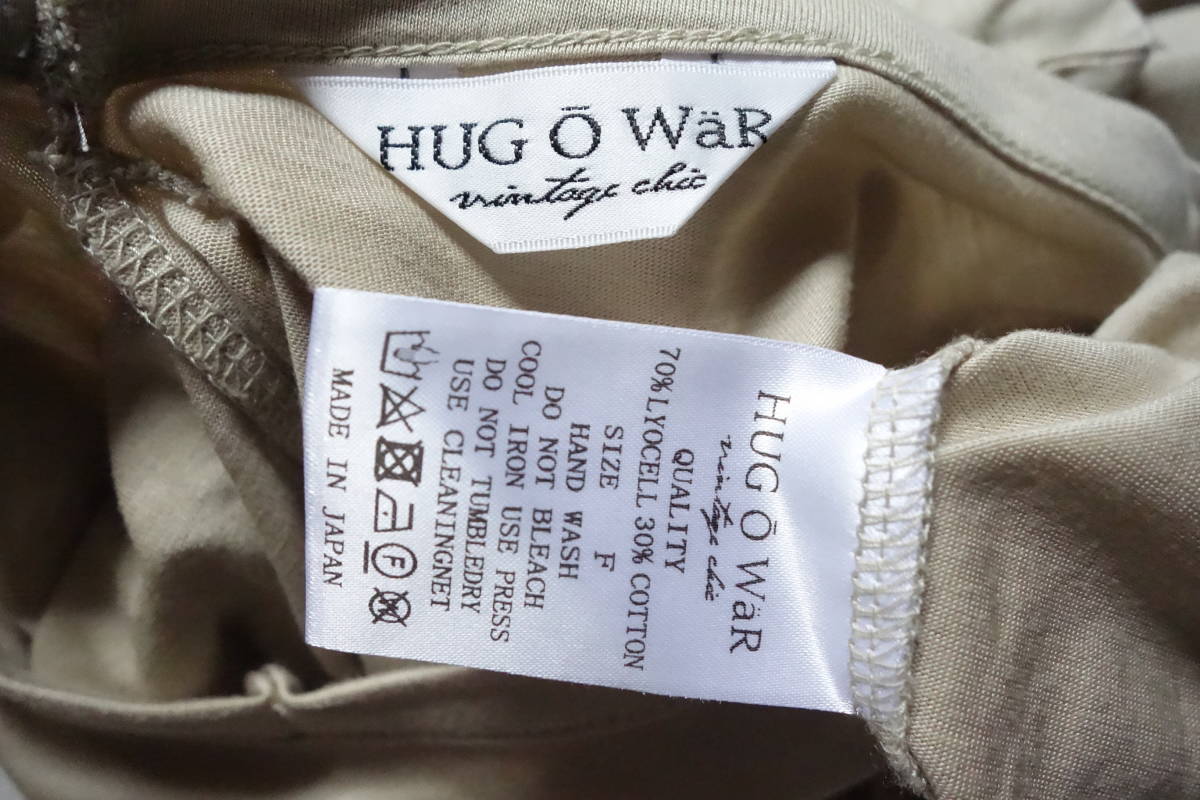 HUG Ō WäR
vintage chic
HUG Ō WäR
vintage chic
QUALITY
70%LYOCELL 30%COTTON
SIZE F
HAND WASH
DO NOT BLEACH
COOL IRON USE PRESS
DO NOT TUMBLEDRY
USE CLEANINGNET
F
W
MADE IN JAPAN